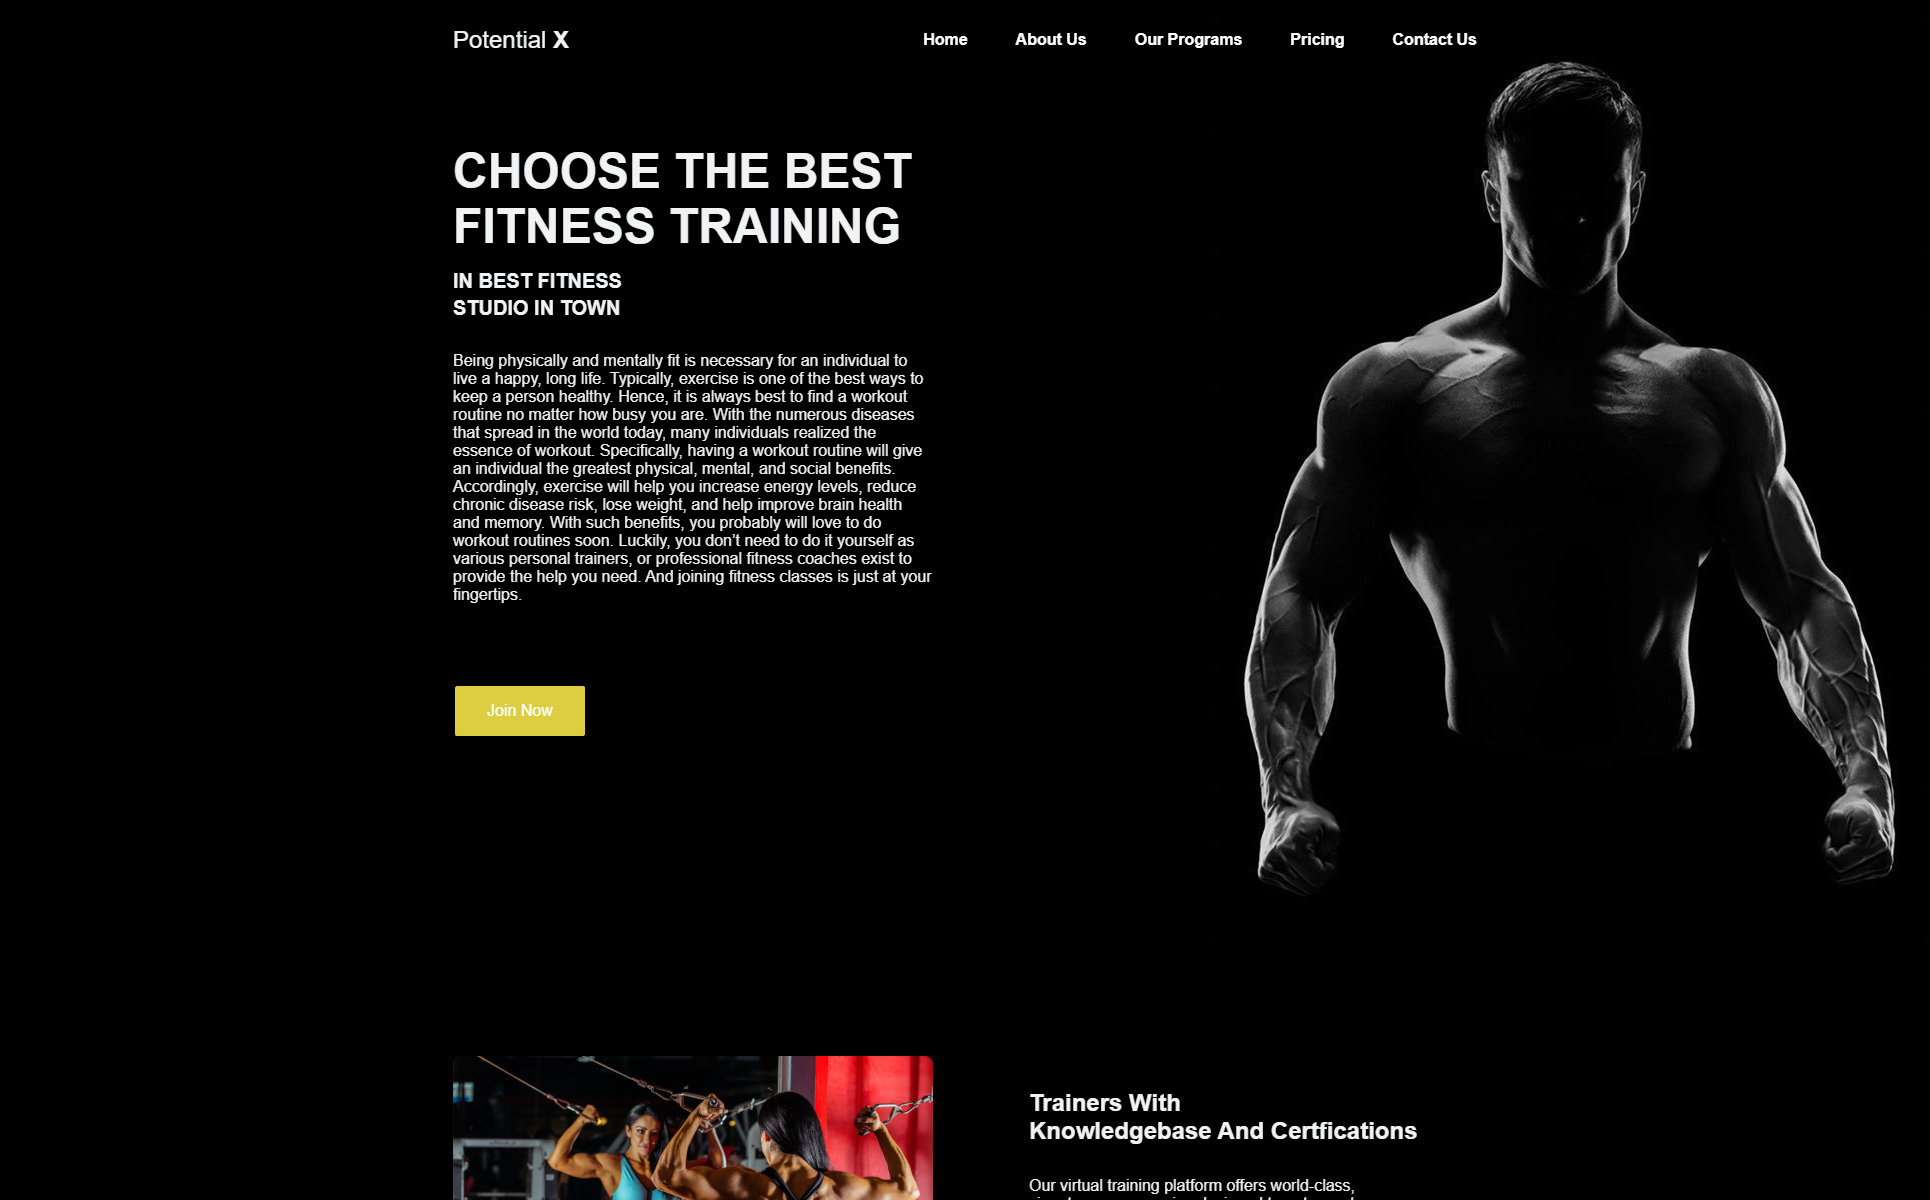 Potential X
Home About Us Our Programs Pricing Contact Us
CHOOSE THE BEST
FITNESS TRAINING
IN BEST FITNESS
STUDIO IN TOWN
Being physically and mentally fit is necessary for an individual to
live a happy, long life. Typically, exercise is one of the best ways to
keep a person healthy. Hence, it is always best to find a workout
routine no matter how busy you are. With the numerous diseases
that spread in the world today, many individuals realized the
essence of workout. Specifically, having a workout routine will give
an individual the greatest physical, mental, and social benefits.
Accordingly, exercise will help you increase energy levels, reduce
chronic disease risk, lose weight, and help improve brain health
and memory. With such benefits, you probably will love to do
workout routines soon. Luckily, you don’t need to do it yourself as
various personal trainers, or professional fitness coaches exist to
provide the help you need. And joining fitness classes is just at your
fingertips.
Join Now
Trainers With
Knowledgebase And Certfications
Our virtual training platform offers world-class,